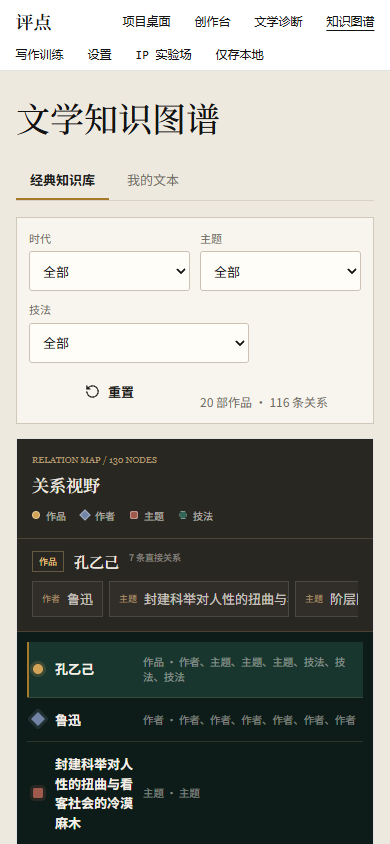 评点 项目桌面 创作台 文学诊断 知识图谱
写作训练 设置 IP 实验场 仅存本地
文学知识图谱
经典知识库 我的文本
时代 主题
全部 全部
技法
全部
重置 20 部作品 · 116 条关系
RELATION MAP / 130 NODES
关系视野
作品 作者 主题 技法
作品 孔乙己 7 条直接关系
作者 鲁迅 主题 封建科举对人性的扭曲与 主题 阶层
孔乙己 作品 · 作者、主题、主题、主题、技法、技
法、技法
鲁迅 作者 · 作者、作者、作者、作者、作者、作者
封建科举对人
性的扭曲与看
客社会的冷漠
麻木
主题 · 主题